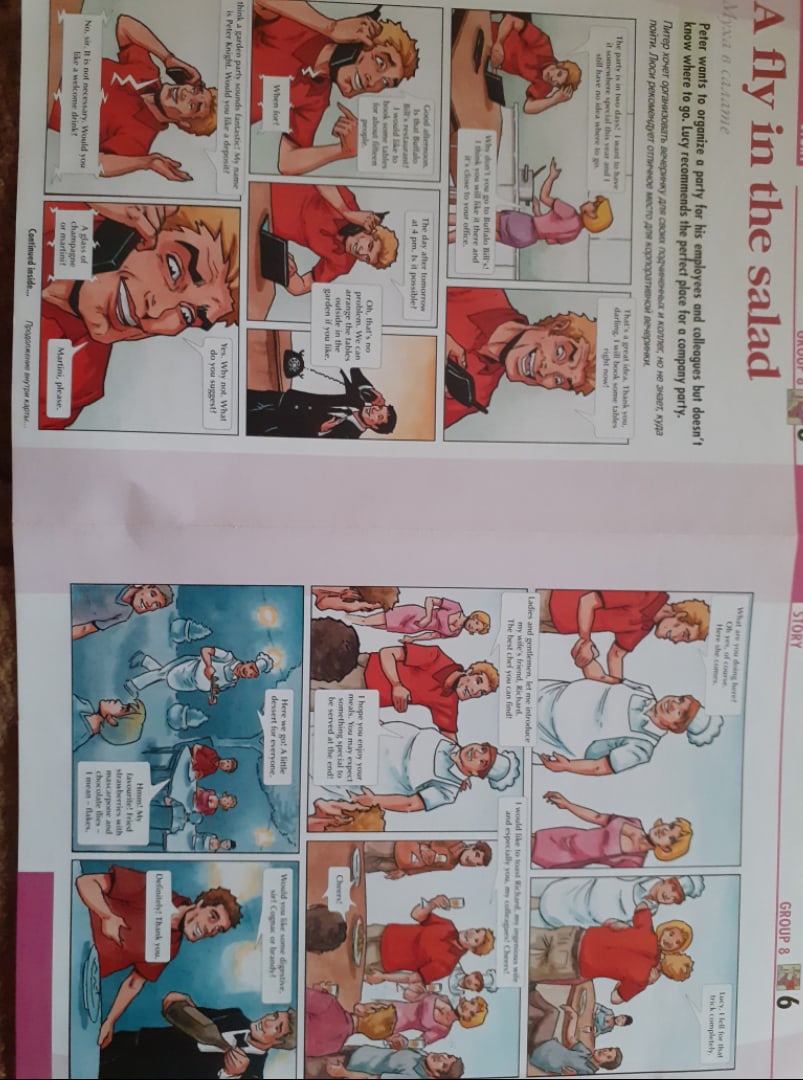 STORY
GROUP 8
A fly in the salad
Муха в салате
Peter wants to organize a party for his employees and colleagues but doesn't
know where to go. Lucy recommends the perfect place for a company party.
Питер хочет организовать вечеринку для своих подчиненных и коллег, но не знает, куда
пойти. Люси рекомендует отличное место для корпоративной вечеринки.
The party is in two days! I want to have
it somewhere special this year and I
still have no idea where to go.
Why don't you go to Buffalo Bill's!
I think you will like it there and
it's close to your office.
That's a great idea. Thank you,
darling. I will book some tables
right now!
Good afternoon.
Is that Buffalo
Bill's restaurant?
I would like to
book some tables
for about fifteen
people.
When for?
The day after tomorrow
at 4 pm. Is it possible?
Oh, that's no
problem. We can
arrange the tables
outside in the
garden if you like.
think a garden party sounds fantastic! My name
is Peter Knight. Would you like a deposit?
No, sir. It is not necessary. Would you
like a welcome drink?
Yes. Why not. What
do you suggest?
A glass of
champagne
or martini?
Martini, please.
Continued inside...
Продолжение внутри карты...
STORY
GROUP 8
6
What are you doing here?
Oh yes, of course.
Here she comes.
Lucy, I fell for that
trick completely.
Ladies and gentlemen, let me introduce
my wife's friend, Richard.
The best chef you can find!
I hope you enjoy your
meals. You may expect
something special to
be served at the end!
I would like to toast Richard, my ingenious wife
and especially you, my colleagues! Cheers!
Cheers!
Here we go! A little
dessert for everyone.
Hmm! My
favourite! Fried
strawberries with
mascarpone and
chocolate flies –
I mean – flakes.
Would you like some digestive,
sir? Cognac or brandy?
Definitely! Thank you.